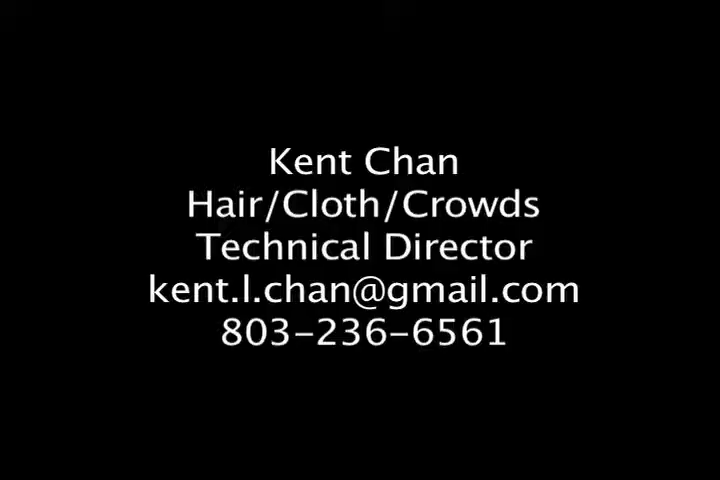 Kent Chan
Hair/Cloth/Crowds
Technical Director
kent.l.chan@gmail.com
803-236-6561